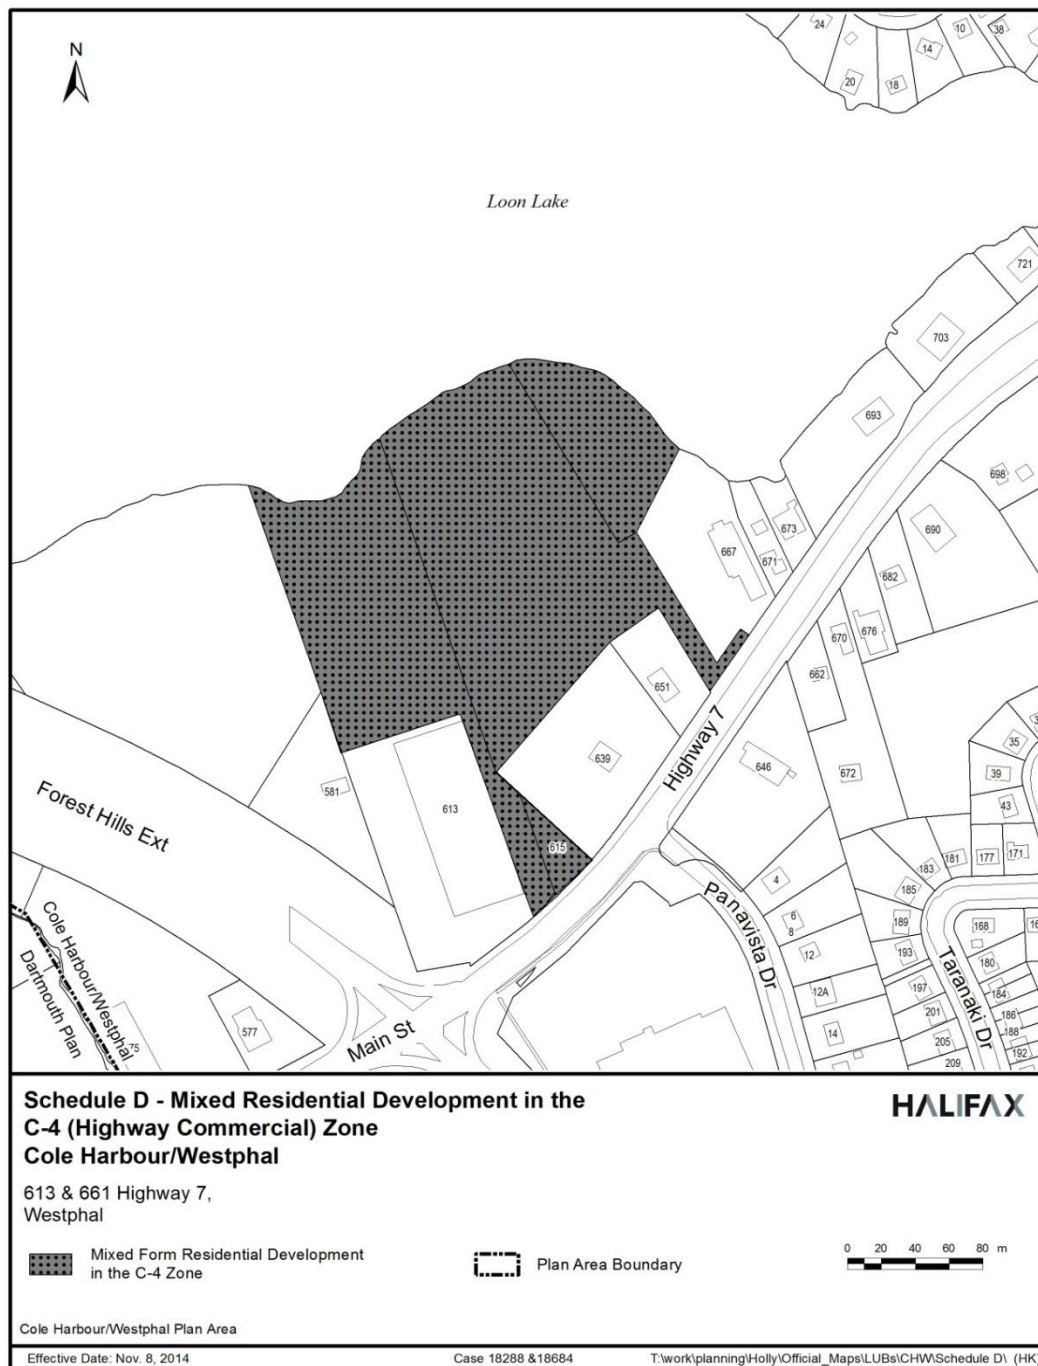 N
Loon Lake
24
10
38
14
20
18
721
703
693
698
673
667
671
690
682
676
670
662
651
Highway 7
639
646
672
35
39
43
581
613
615
Forest Hills Ext
181
177
171
183
185
4
6
8
189
168
12
193
180
Panavista Dr
Taranaki Dr
12A
197
184
201
186
188
14
205
192
209
Cole Harbour/Westphal
Dartmouth Plan
75
577
Main St
Schedule D - Mixed Residential Development in the
C-4 (Highway Commercial) Zone
Cole Harbour/Westphal
HALIFAX
613 & 661 Highway 7,
Westphal
Mixed Form Residential Development
in the C-4 Zone
Plan Area Boundary
0 20 40 60 80 m
Cole Harbour/Westphal Plan Area
Effective Date: Nov. 8, 2014
Case 18288 &18684
T:\work\planning\Holly\Official_Maps\LUBs\CHW\Schedule D\ (HK)